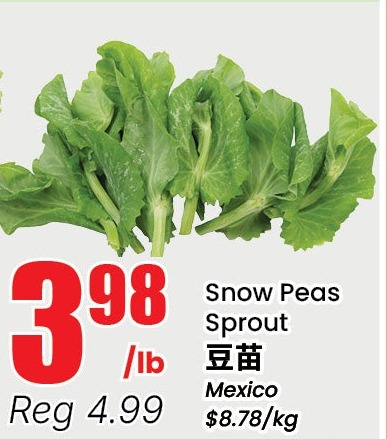 3 98
/lb
Reg 4.99
Snow Peas
Sprout
豆苗
Mexico
$8.78/kg